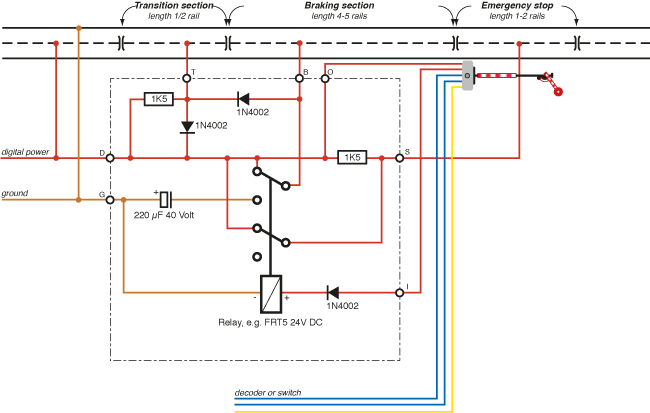 Transition section
length 1/2 rail
Braking section
length 4-5 rails
Emergency stop
length 1-2 rails
T
B
O
1K5
1N4002
1N4002
digital power
D
1K5
S
ground
G
+
220 µF 40 Volt
I
-
+
1N4002
Relay, e.g. FRT5 24V DC
decoder or switch